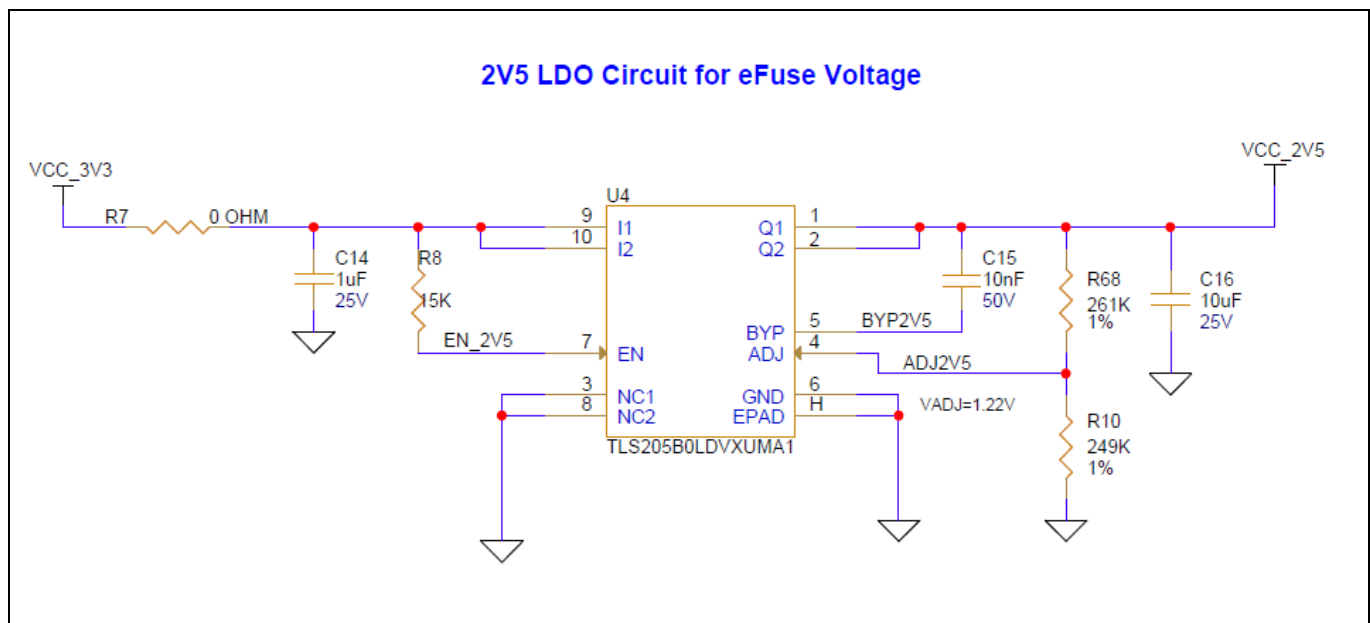 2V5 LDO Circuit for eFuse Voltage
VCC_3V3
VCC_2V5
R7
0 OHM
U4
C14
1uF
25V
R8
15K
EN_2V5
9
10
7
3
8
I1
I2
EN
NC1
NC2
Q1
Q2
BYP
ADJ
GND
EPAD
1
2
5
4
6
H
TLS205B0LDVXUMA1
BYP2V5
ADJ2V5
VADJ=1.22V
C15
10nF
50V
R68
261K
1%
C16
10uF
25V
R10
249K
1%